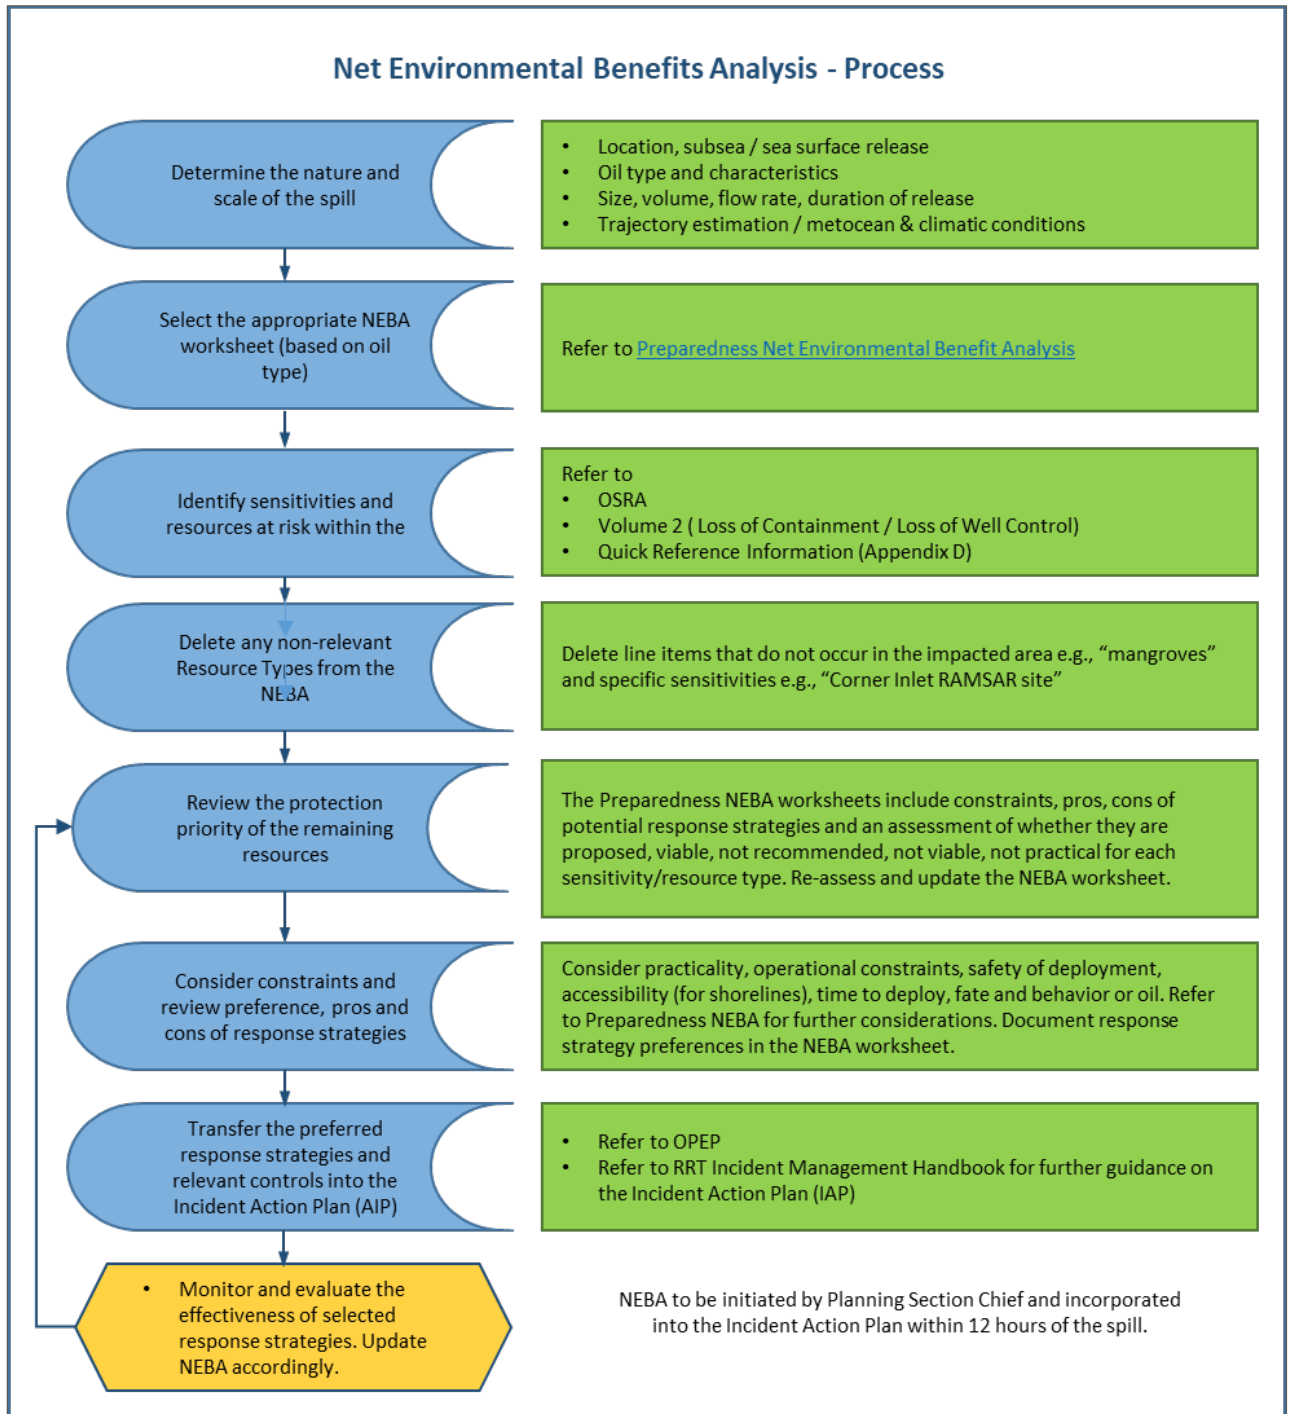 Net Environmental Benefits Analysis - Process
Determine the nature and
scale of the spill
• Location, subsea / sea surface release
• Oil type and characteristics
• Size, volume, flow rate, duration of release
• Trajectory estimation / metocean & climatic conditions
Select the appropriate NEBA
worksheet (based on oil
type)
Refer to Preparedness Net Environmental Benefit Analysis
Identify sensitivities and
resources at risk within the
Refer to
• OSRA
• Volume 2 ( Loss of Containment / Loss of Well Control)
• Quick Reference Information (Appendix D)
Delete any non-relevant
Resource Types from the
NEBA
Delete line items that do not occur in the impacted area e.g., “mangroves”
and specific sensitivities e.g., “Corner Inlet RAMSAR site”
Review the protection
priority of the remaining
resources
The Preparedness NEBA worksheets include constraints, pros, cons of
potential response strategies and an assessment of whether they are
proposed, viable, not recommended, not viable, not practical for each
sensitivity/resource type. Re-assess and update the NEBA worksheet.
Consider constraints and
review preference, pros and
cons of response strategies
Consider practicality, operational constraints, safety of deployment,
accessibility (for shorelines), time to deploy, fate and behavior or oil. Refer
to Preparedness NEBA for further considerations. Document response
strategy preferences in the NEBA worksheet.
Transfer the preferred
response strategies and
relevant controls into the
Incident Action Plan (AIP)
• Refer to OPEP
• Refer to RRT Incident Management Handbook for further guidance on
the Incident Action Plan (IAP)
• Monitor and evaluate the
effectiveness of selected
response strategies. Update
NEBA accordingly.
NEBA to be initiated by Planning Section Chief and incorporated
into the Incident Action Plan within 12 hours of the spill.